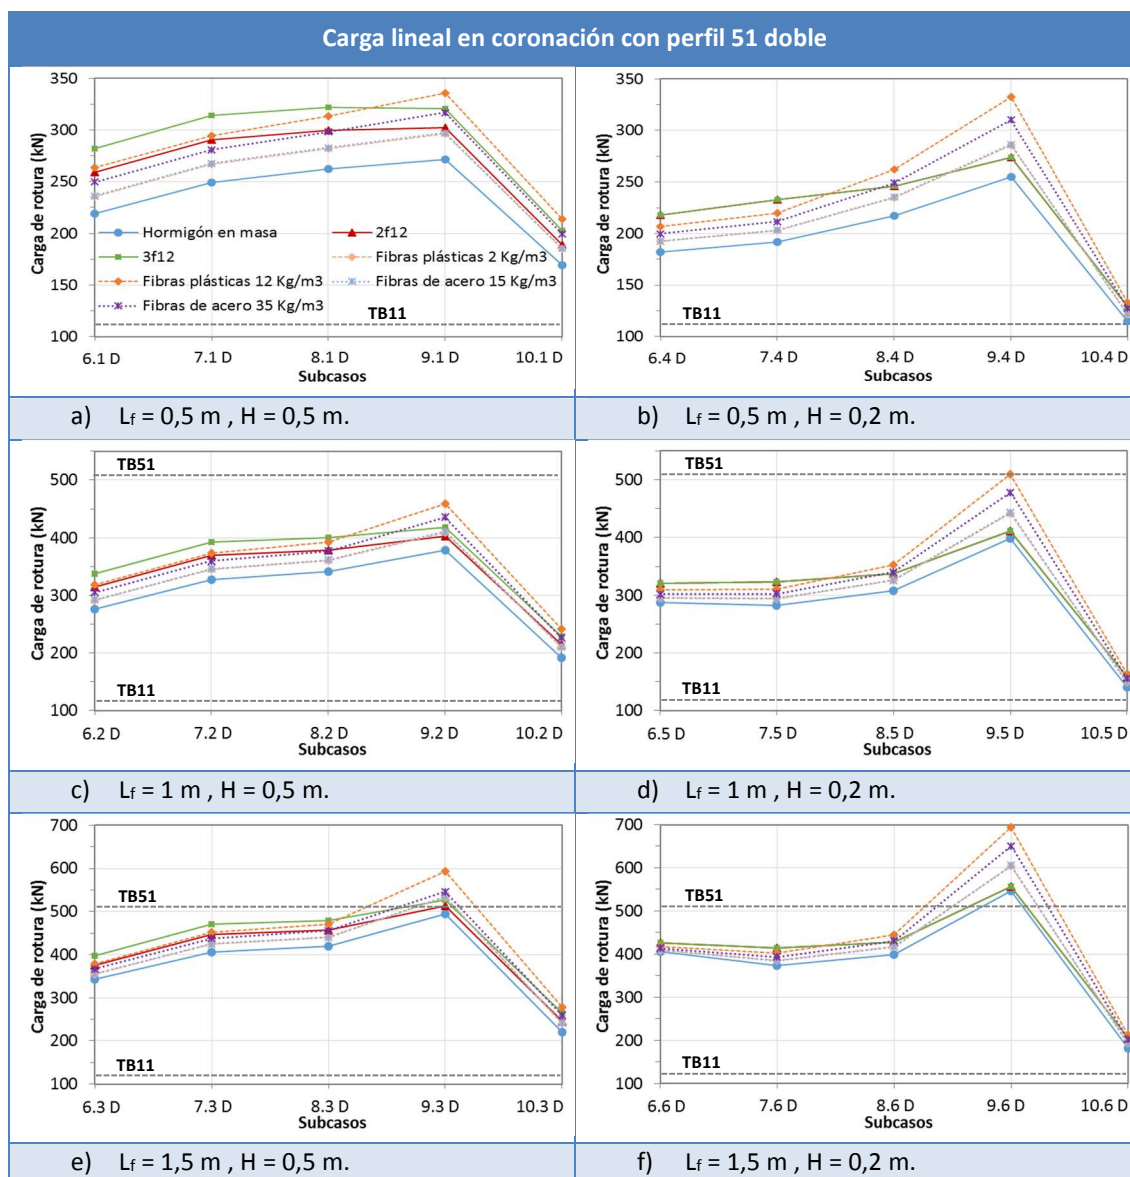 Carga lineal en coronación con perfil 51 doble
350
300
250
200
150
100
Carga de rotura (kN)
Hormigón en masa
2f12
3f12
Fibras plásticas 2 Kg/m3
Fibras plásticas 12 Kg/m3
Fibras de acero 15 Kg/m3
Fibras de acero 35 Kg/m3
TB11
6.1 D 7.1 D 8.1 D 9.1 D 10.1 D
Subcasos
350
300
250
200
150
100
Carga de rotura (kN)
TB11
6.4 D 7.4 D 8.4 D 9.4 D 10.4 D
Subcasos
a) Lf = 0,5 m , H = 0,5 m.
b) Lf = 0,5 m , H = 0,2 m.
500
400
300
200
100
Carga de rotura (kN)
TB51
TB11
6.2 D 7.2 D 8.2 D 9.2 D 10.2 D
Subcasos
500
400
300
200
100
Carga de rotura (kN)
TB51
TB11
6.5 D 7.5 D 8.5 D 9.5 D 10.5 D
Subcasos
c) Lf = 1 m , H = 0,5 m.
d) Lf = 1 m , H = 0,2 m.
700
600
500
400
300
200
100
Carga de rotura (kN)
TB51
TB11
6.3 D 7.3 D 8.3 D 9.3 D 10.3 D
Subcasos
700
600
500
400
300
200
100
Carga de rotura (kN)
TB51
TB11
6.6 D 7.6 D 8.6 D 9.6 D 10.6 D
Subcasos
e) Lf = 1,5 m , H = 0,5 m.
f) Lf = 1,5 m , H = 0,2 m.